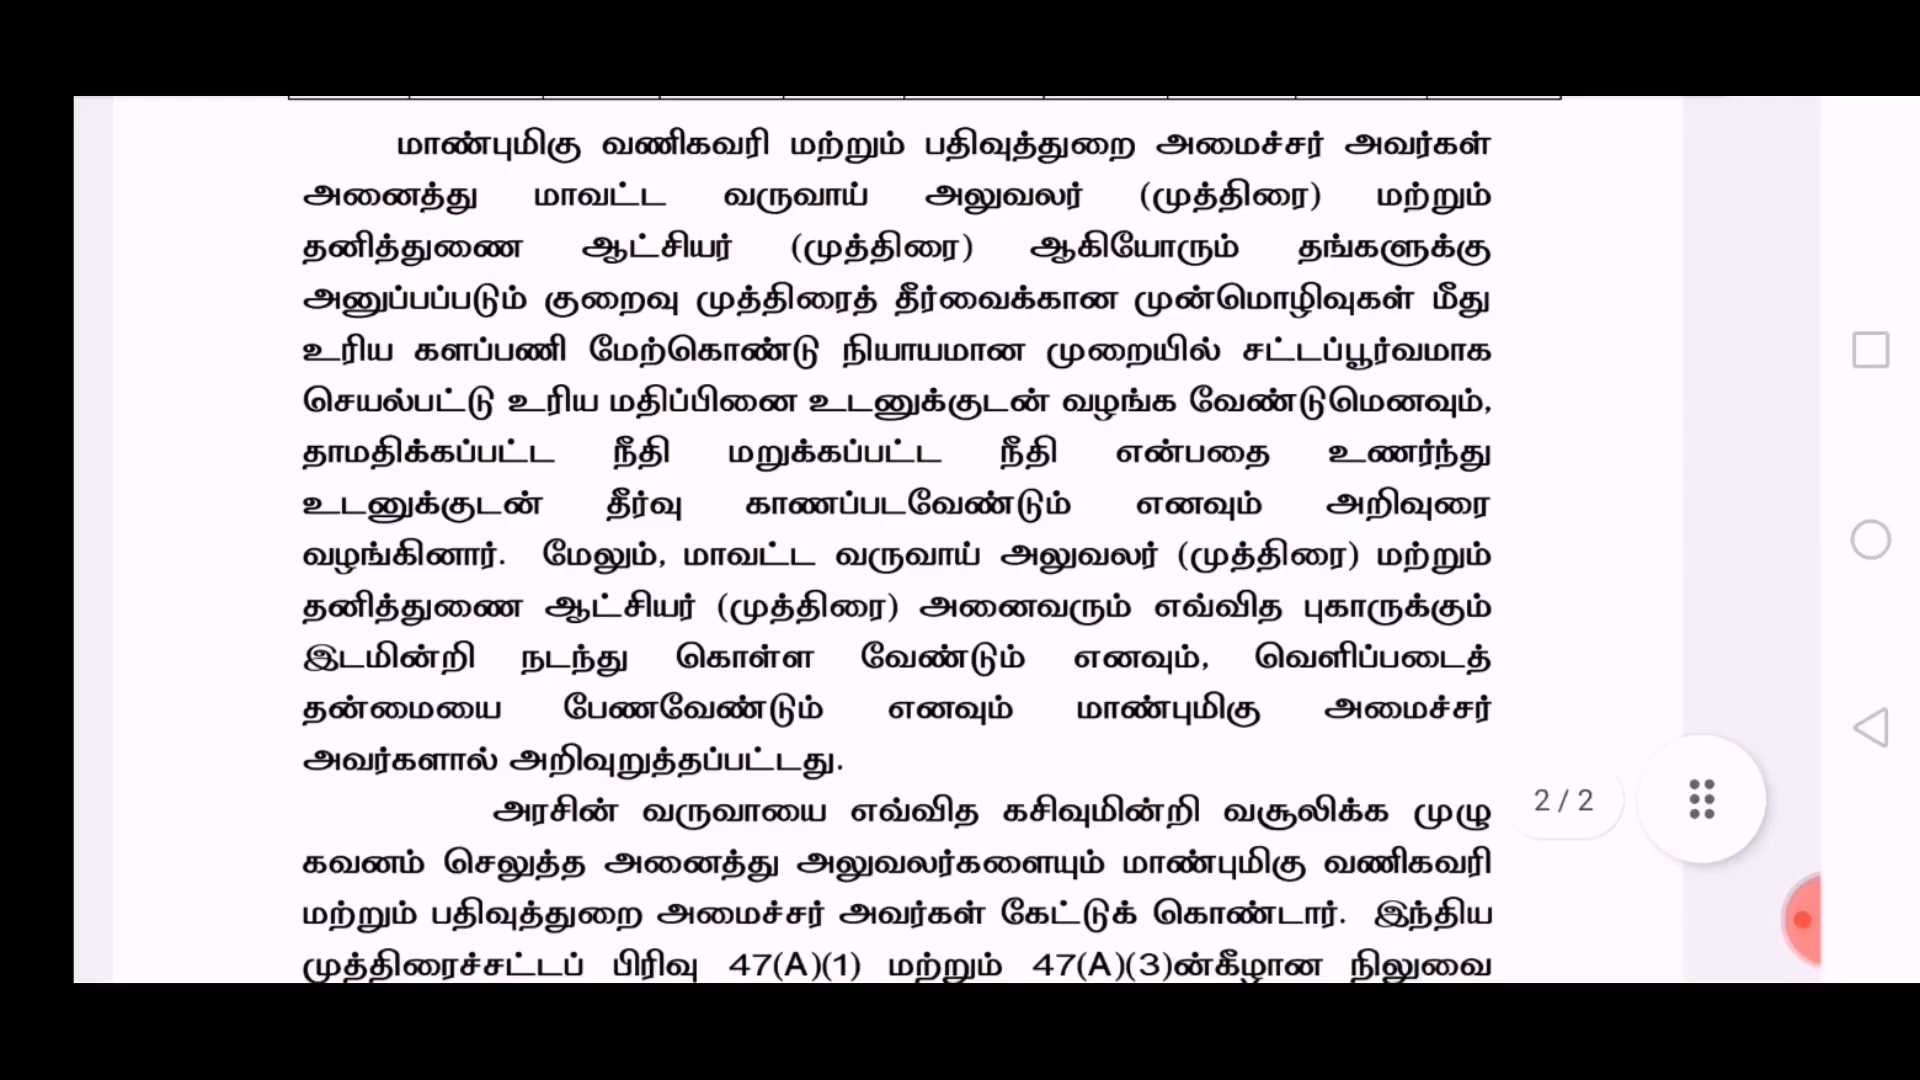 மாண்புமிகு வணிகவரி மற்றும் பதிவுத்துறை அமைச்சர் அவர்கள்
அனைத்து மாவட்ட வருவாய் அலுவலர் (முத்திரை) மற்றும்
தனித்துணை ஆட்சியர் (முத்திரை) ஆகியோரும் தங்களுக்கு
அனுப்பப்படும் குறைவு முத்திரைத் தீர்வைக்கான முன்மொழிவுகள் மீது
உரிய களப்பணி மேற்கொண்டு நியாயமான முறையில் சட்டப்பூர்வமாக
செயல்பட்டு உரிய மதிப்பினை உடனுக்குடன் வழங்க வேண்டுமெனவும்,
தாமதிக்கப்பட்ட நீதி மறுக்கப்பட்ட நீதி என்பதை உணர்ந்து
உடனுக்குடன் தீர்வு காணப்படவேண்டும் எனவும் அறிவுரை
வழங்கினார். மேலும், மாவட்ட வருவாய் அலுவலர் (முத்திரை) மற்றும்
தனித்துணை ஆட்சியர் (முத்திரை) அனைவரும் எவ்வித புகாருக்கும்
இடமின்றி நடந்து கொள்ள வேண்டும் எனவும், வெளிப்படைத்
தன்மையை பேணவேண்டும் எனவும் மாண்புமிகு அமைச்சர்
அவர்களால் அறிவுறுத்தப்பட்டது.
அரசின் வருவாயை எவ்வித கசிவுமின்றி வசூலிக்க முழு
கவனம் செலுத்த அனைத்து அலுவலர்களையும் மாண்புமிகு வணிகவரி
மற்றும் பதிவுத்துறை அமைச்சர் அவர்கள் கேட்டுக் கொண்டார். இந்திய
முத்திரைச்சட்டப் பிரிவு 47(A)(1) மற்றும் 47(A)(3)ன்கீழான நிலுவை
2 / 2